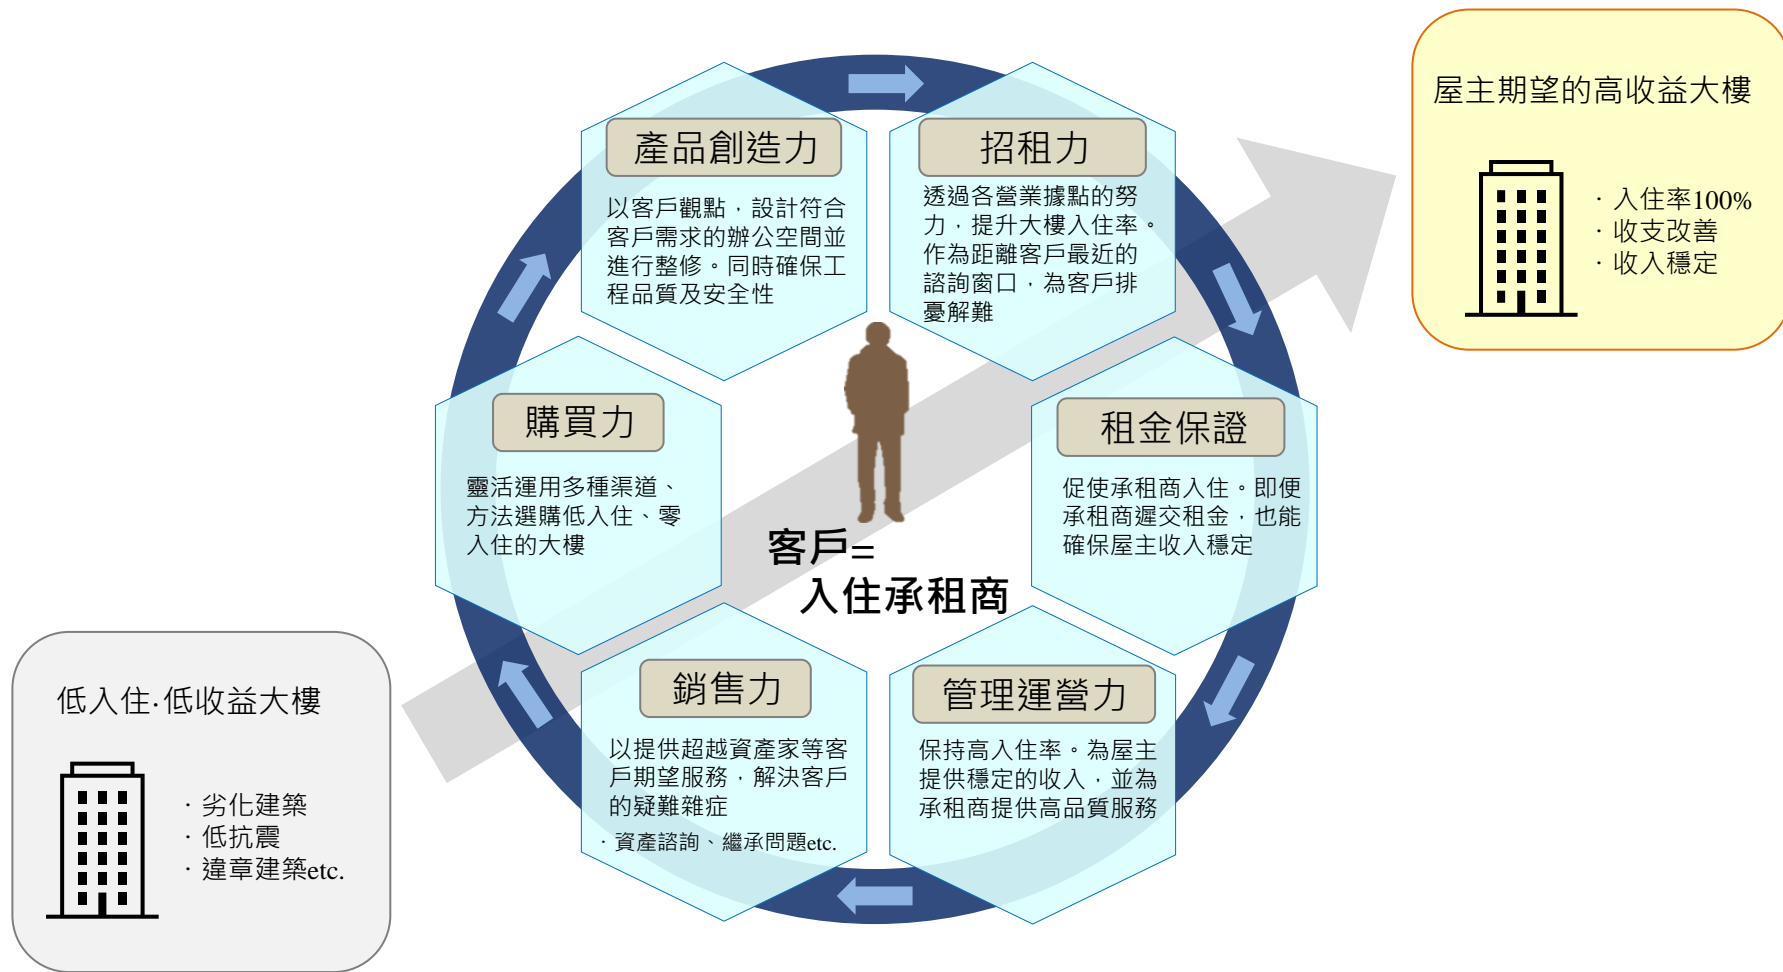 屋主期望的高收益大樓
· 入住率100%
· 收支改善
· 收入穩定
產品創造力
以客戶觀點，設計符合
客戶需求的辦公空間並
進行整修。同時確保工
程品質及安全性
招租力
透過各營業據點的努
力，提升大樓入住率。
作為距離客戶最近的
諮詢窗口，為客戶排
憂解難
購買力
靈活運用多種渠道、
方法選購低入住、零
入住的大樓
租金保證
促使承租商入住。即便
承租商遲交租金，也能
確保屋主收入穩定
客戶=
入住承租商
銷售力
以提供超越資產家等客
戶期望服務，解決客戶
的疑難雜症
· 資產諮詢、繼承問題etc.
管理運營力
保持高入住率。為屋主
提供穩定的收入，並為
承租商提供高品質服務
低入住·低收益大樓
· 劣化建築
· 低抗震
· 違章建築etc.